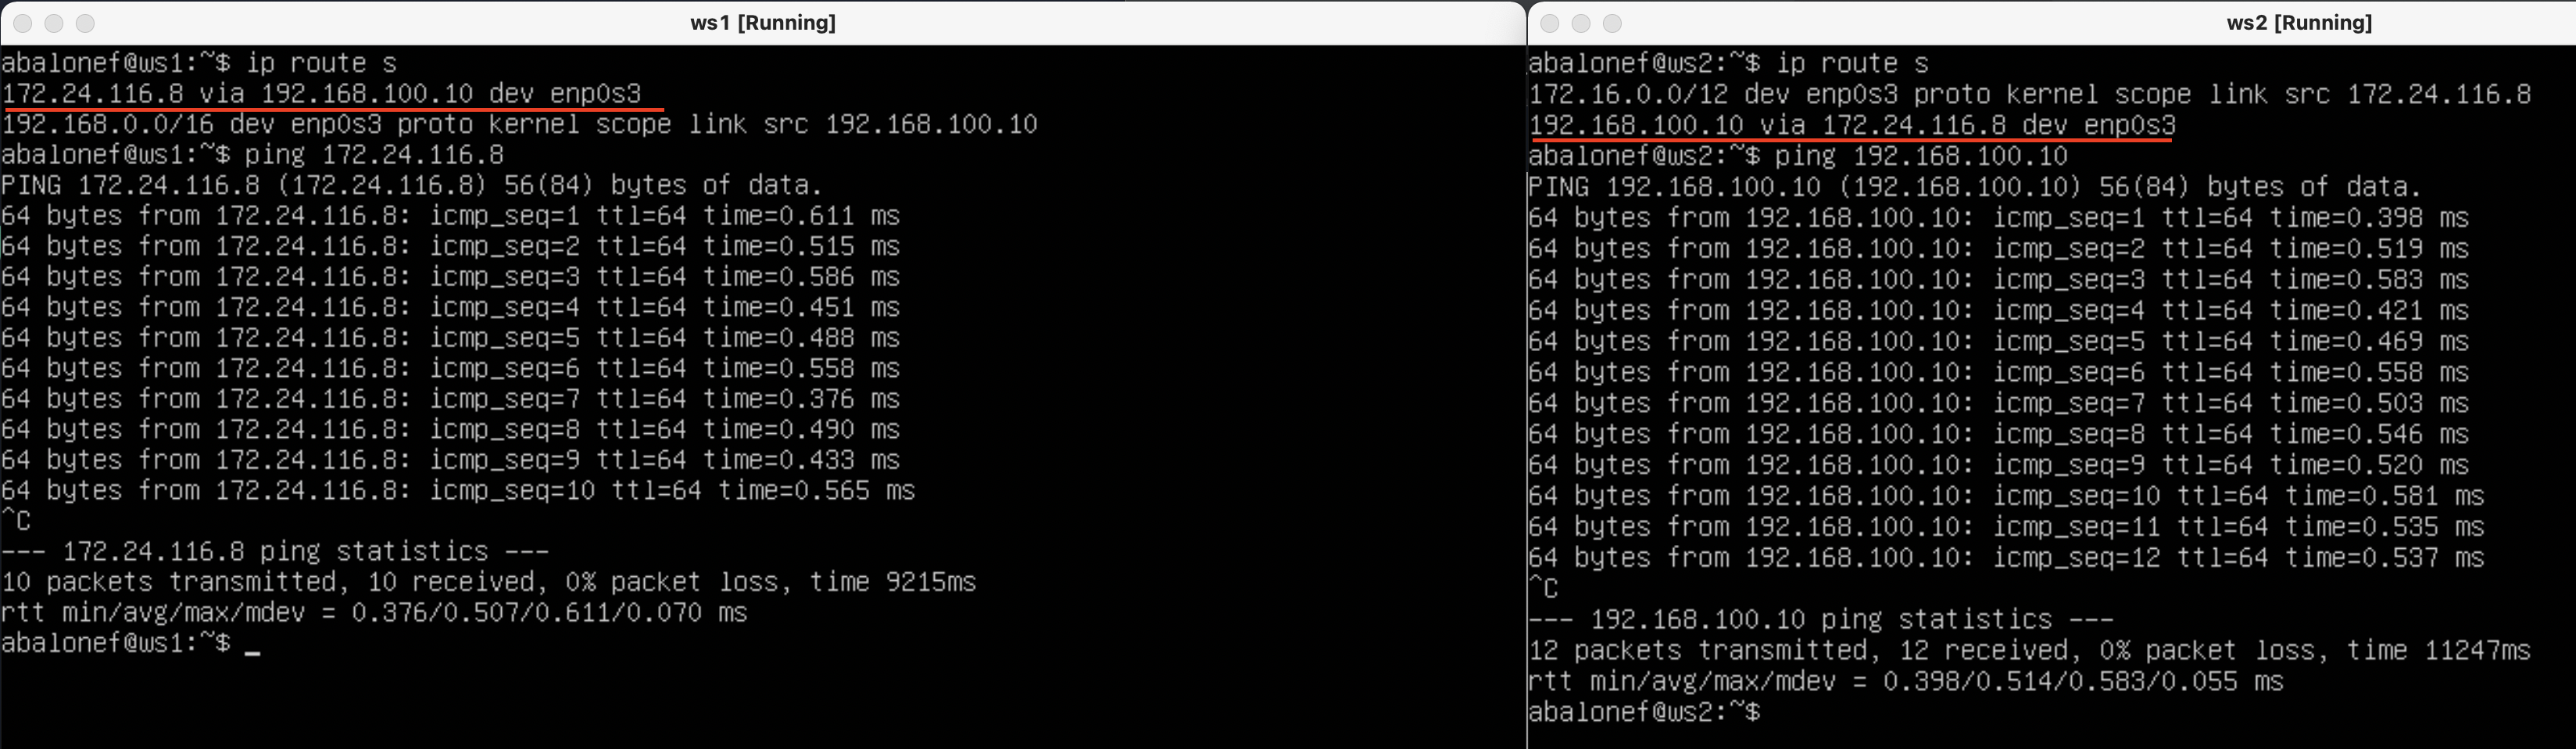 ws1 [Running]
abalonef@ws1:~$ ip route s
172.24.116.8 via 192.168.100.10 dev enp0s3
192.168.0.0/16 dev enp0s3 proto kernel scope link src 192.168.100.10
abalonef@ws1:~$ ping 172.24.116.8
PING 172.24.116.8 (172.24.116.8) 56(84) bytes of data.
64 bytes from 172.24.116.8: icmp_seq=1 ttl=64 time=0.611 ms
64 bytes from 172.24.116.8: icmp_seq=2 ttl=64 time=0.515 ms
64 bytes from 172.24.116.8: icmp_seq=3 ttl=64 time=0.586 ms
64 bytes from 172.24.116.8: icmp_seq=4 ttl=64 time=0.451 ms
64 bytes from 172.24.116.8: icmp_seq=5 ttl=64 time=0.488 ms
64 bytes from 172.24.116.8: icmp_seq=6 ttl=64 time=0.558 ms
64 bytes from 172.24.116.8: icmp_seq=7 ttl=64 time=0.376 ms
64 bytes from 172.24.116.8: icmp_seq=8 ttl=64 time=0.490 ms
64 bytes from 172.24.116.8: icmp_seq=9 ttl=64 time=0.433 ms
64 bytes from 172.24.116.8: icmp_seq=10 ttl=64 time=0.565 ms
^C
--- 172.24.116.8 ping statistics ---
10 packets transmitted, 10 received, 0% packet loss, time 9215ms
rtt min/avg/max/mdev = 0.376/0.507/0.611/0.070 ms
abalonef@ws1:~$ _
ws2 [Running]
abalonef@ws2:~$ ip route s
172.16.0.0/12 dev enp0s3 proto kernel scope link src 172.24.116.8
192.168.100.10 via 172.24.116.8 dev enp0s3
abalonef@ws2:~$ ping 192.168.100.10
PING 192.168.100.10 (192.168.100.10) 56(84) bytes of data.
64 bytes from 192.168.100.10: icmp_seq=1 ttl=64 time=0.398 ms
64 bytes from 192.168.100.10: icmp_seq=2 ttl=64 time=0.519 ms
64 bytes from 192.168.100.10: icmp_seq=3 ttl=64 time=0.583 ms
64 bytes from 192.168.100.10: icmp_seq=4 ttl=64 time=0.421 ms
64 bytes from 192.168.100.10: icmp_seq=5 ttl=64 time=0.469 ms
64 bytes from 192.168.100.10: icmp_seq=6 ttl=64 time=0.558 ms
64 bytes from 192.168.100.10: icmp_seq=7 ttl=64 time=0.503 ms
64 bytes from 192.168.100.10: icmp_seq=8 ttl=64 time=0.546 ms
64 bytes from 192.168.100.10: icmp_seq=9 ttl=64 time=0.520 ms
64 bytes from 192.168.100.10: icmp_seq=10 ttl=64 time=0.581 ms
64 bytes from 192.168.100.10: icmp_seq=11 ttl=64 time=0.535 ms
64 bytes from 192.168.100.10: icmp_seq=12 ttl=64 time=0.537 ms
^C
--- 192.168.100.10 ping statistics ---
12 packets transmitted, 12 received, 0% packet loss, time 11247ms
rtt min/avg/max/mdev = 0.398/0.514/0.583/0.055 ms
abalonef@ws2:~$